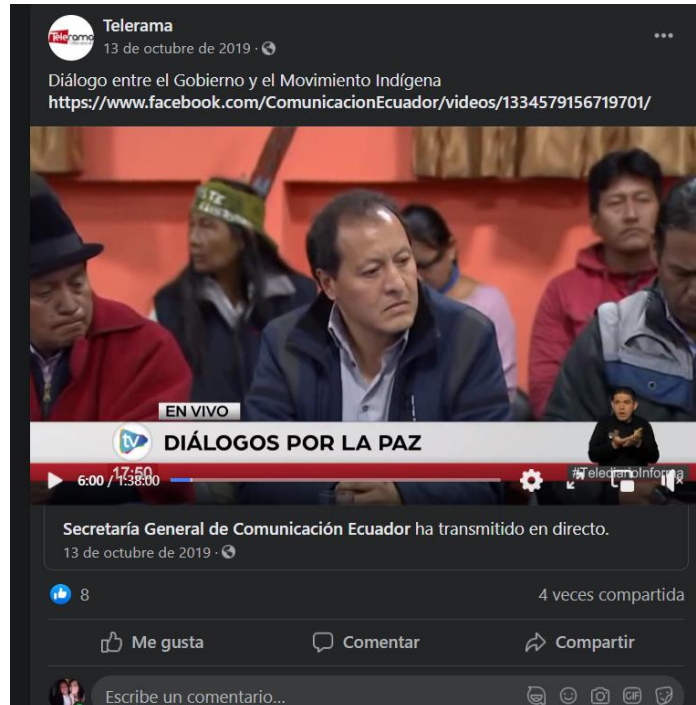 Telerama
13 de octubre de 2019 ·
Diálogo entre el Gobierno y el Movimiento Indígena
https://www.facebook.com/ComunicacionEcuador/videos/1334579156719701/
EN VIVO
tv
DIÁLOGOS POR LA PAZ
17:50
#TelediarioInforma
6:00 / 1:38:00
Secretaría General de Comunicación Ecuador ha transmitido en directo.
13 de octubre de 2019 ·
8
4 veces compartida
Me gusta
Comentar
Compartir
Escribe un comentario...
GIF